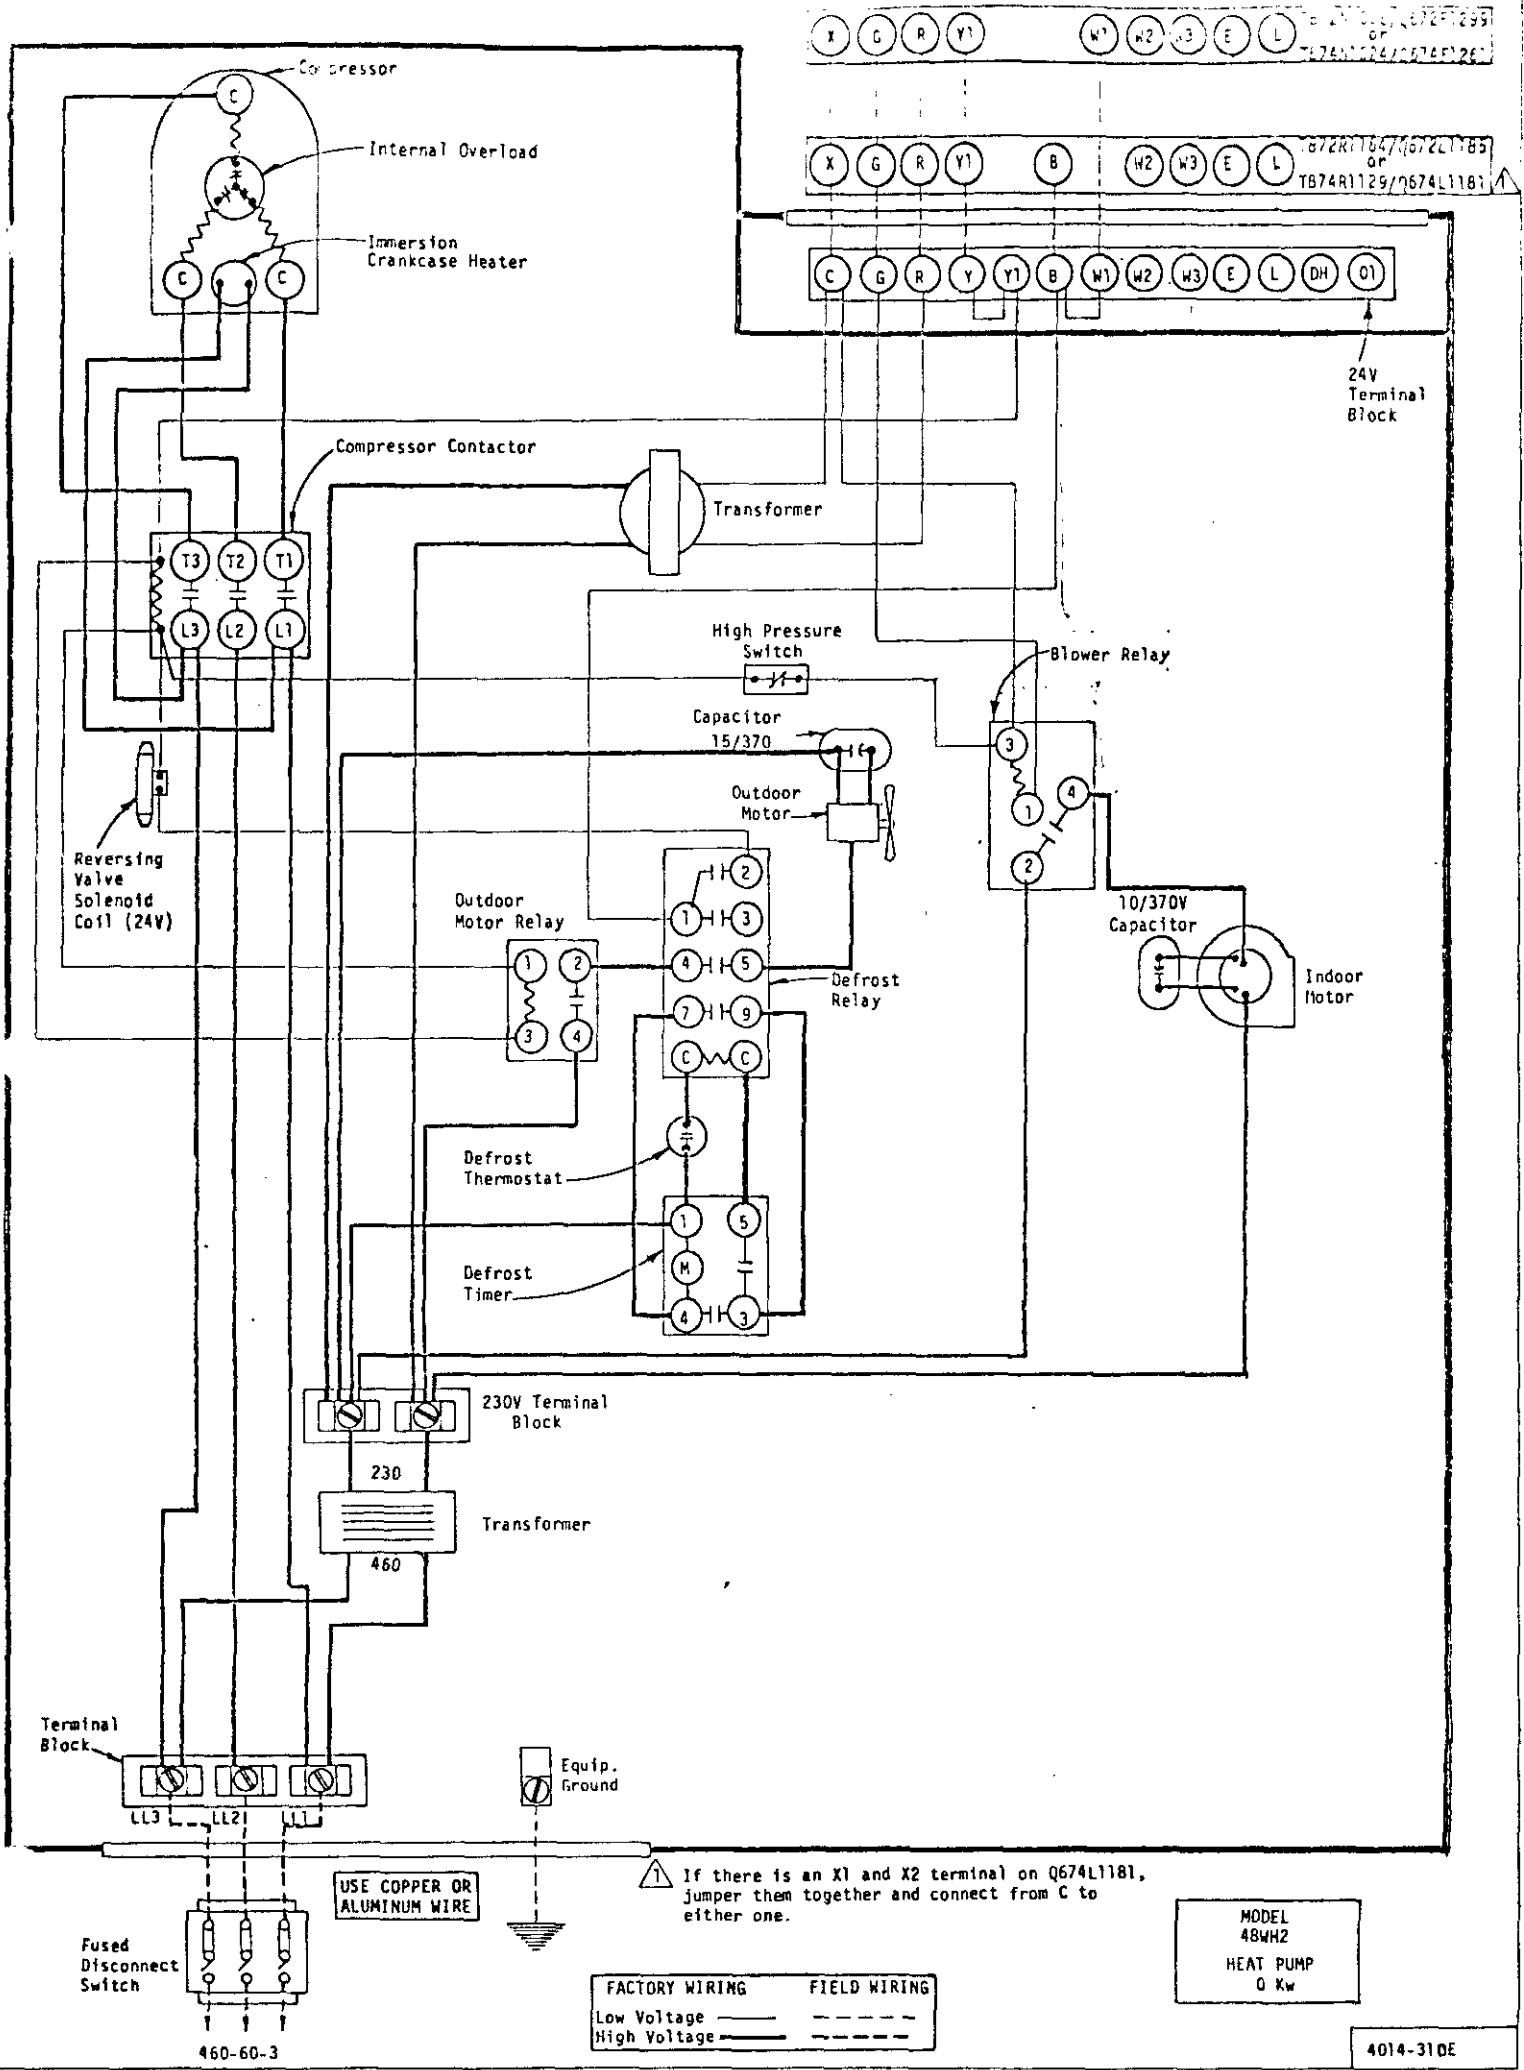 X G R Y1 W1 W2 W3 E L
or
Compressor
C
Internal Overload
X G R Y1 B W2 W3 E L
or
TB74R1129/Q674L1181 1
Immersion
Crankcase Heater
C C
C G R Y Y1 B W1 W2 W3 E L DH O1
24V
Terminal
Block
Compressor Contactor
Transformer
T3 T2 T1
L3 L2 L1
High Pressure
Switch
Blower Relay
Capacitor
15/370
3
4
1
2
Outdoor
Motor
Reversing
Valve
Solenoid
Coil (24V)
2
1 3
4 5
7 9
C C
Defrost
Relay
Outdoor
Motor Relay
1 2
3 4
10/370V
Capacitor
Indoor
Motor
Defrost
Thermostat
1 5
M
4 3
Defrost
Timer
230V Terminal
Block
230
Transformer
460
Terminal
Block
LL3 LL2 LL1
Equip.
Ground
USE COPPER OR
ALUMINUM WIRE
1 If there is an X1 and X2 terminal on Q674L1181,
jumper them together and connect from C to
either one.
Fused
Disconnect
Switch
460-60-3
FACTORY WIRING FIELD WIRING
Low Voltage
High Voltage
MODEL
48WH2
HEAT PUMP
0 Kw
4014-310E